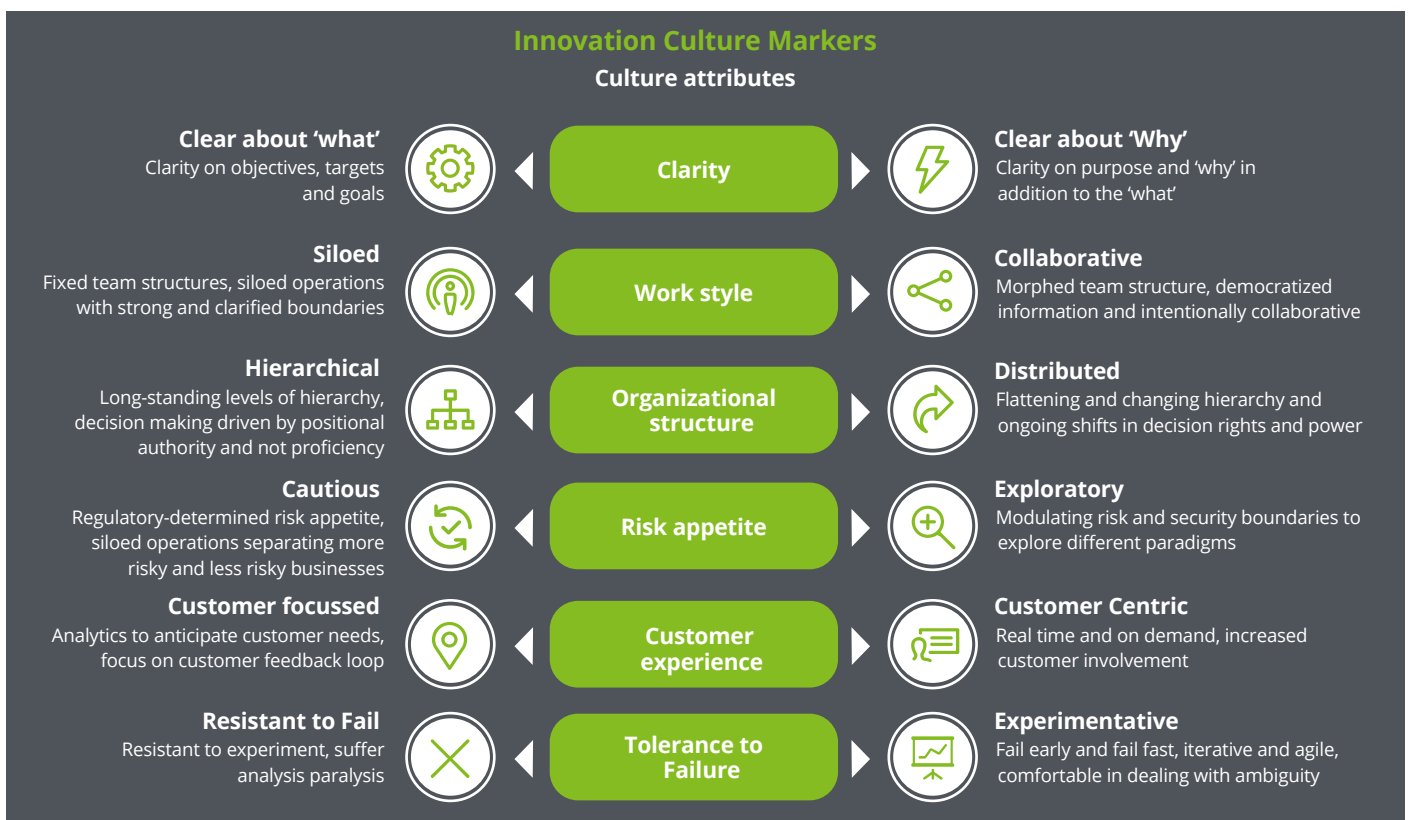 Innovation Culture Markers
Culture attributes
Clear about ‘what’
Clarity on objectives, targets
and goals
Clarity
Clear about ‘Why’
Clarity on purpose and ‘why’ in
addition to the ‘what’
Siloed
Fixed team structures, siloed operations
with strong and clarified boundaries
Work style
Collaborative
Morphed team structure, democratized
information and intentionally collaborative
Hierarchical
Long-standing levels of hierarchy,
decision making driven by positional
authority and not proficiency
Organizational
structure
Distributed
Flattening and changing hierarchy and
ongoing shifts in decision rights and power
Cautious
Regulatory-determined risk appetite,
siloed operations separating more
risky and less risky businesses
Risk appetite
Exploratory
Modulating risk and security boundaries to
explore different paradigms
Customer focussed
Analytics to anticipate customer needs,
focus on customer feedback loop
Customer
experience
Customer Centric
Real time and on demand, increased
customer involvement
Resistant to Fail
Resistant to experiment, suffer
analysis paralysis
Tolerance to
Failure
Experimentative
Fail early and fail fast, iterative and agile,
comfortable in dealing with ambiguity